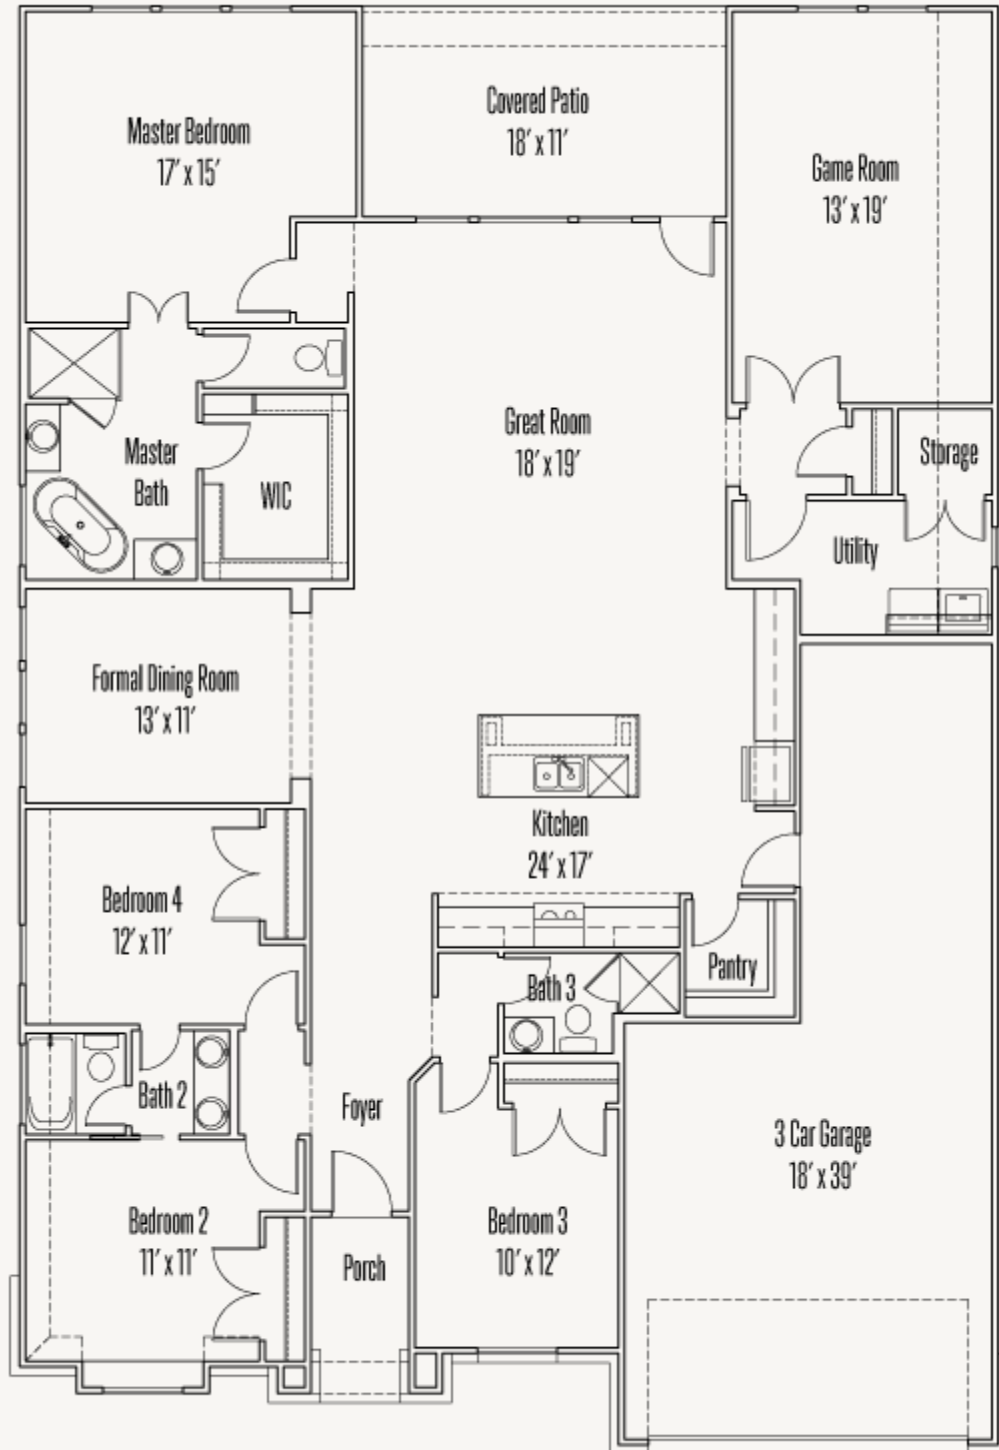 Master Bedroom
17' x 15'
Covered Patio
18' x 11'
Game Room
13' x 19'
Great Room
18' x 19'
Master
Bath
WIC
Storage
Utility
Formal Dining Room
13' x 11'
Kitchen
24' x 17'
Bedroom 4
12' x 11'
Pantry
Bath 3
Bath 2
Foyer
3 Car Garage
18' x 39'
Bedroom 2
11' x 11'
Porch
Bedroom 3
10' x 12'